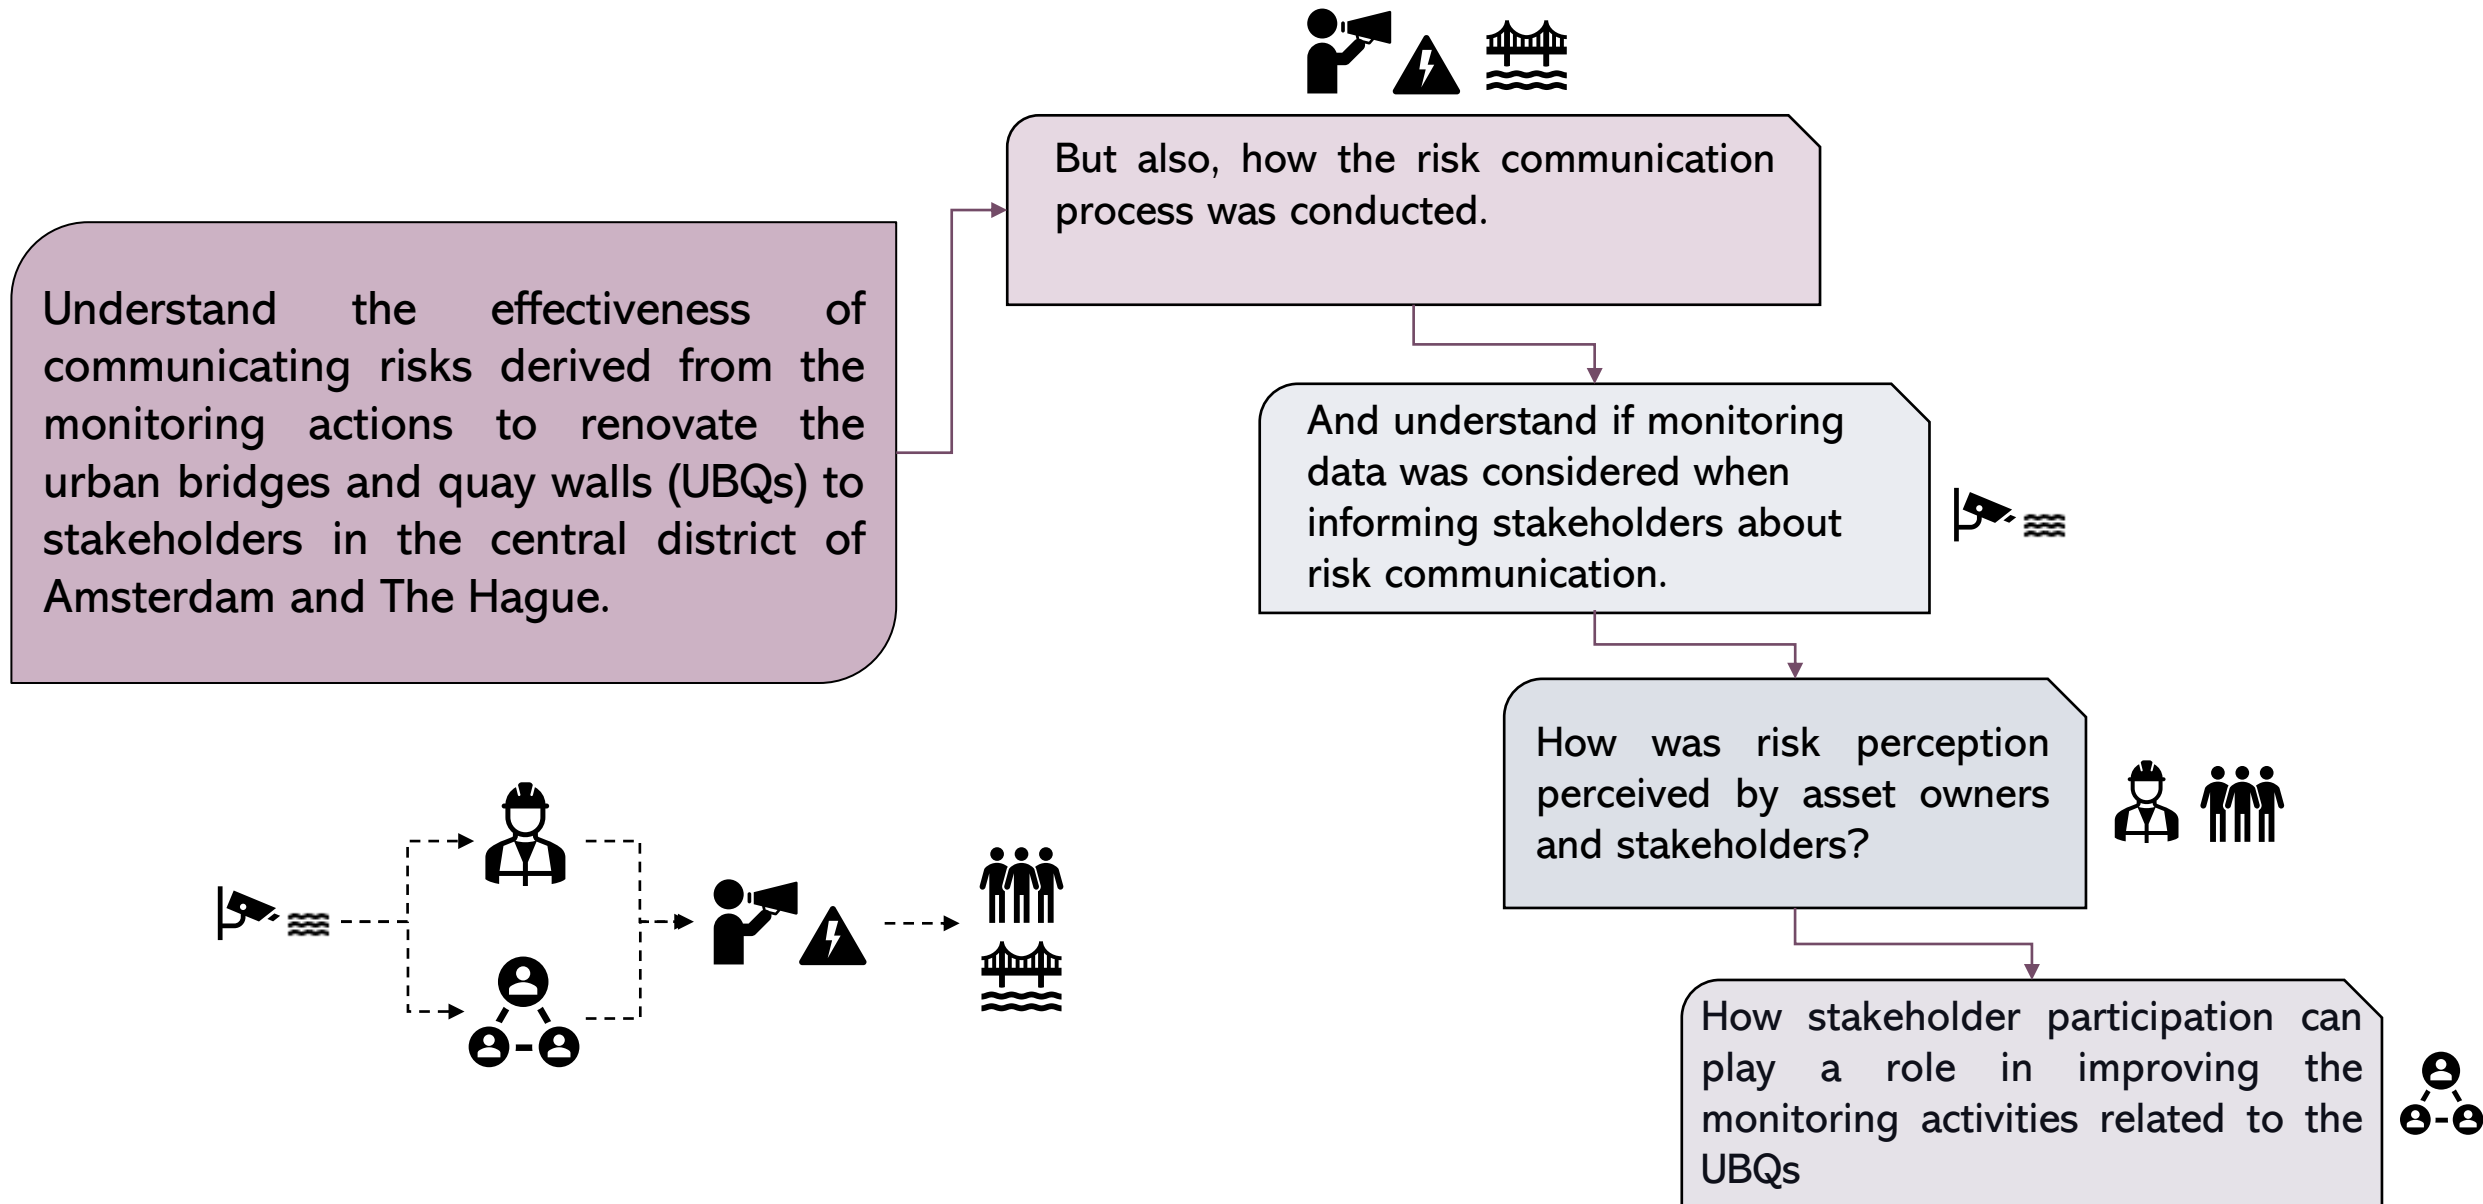 Understand the effectiveness of
communicating risks derived from the
monitoring actions to renovate the
urban bridges and quay walls (UBQs) to
stakeholders in the central district of
Amsterdam and The Hague.
But also, how the risk communication
process was conducted.
And understand if monitoring
data was considered when
informing stakeholders about
risk communication.
How was risk perception
perceived by asset owners
and stakeholders?
How stakeholder participation can
play a role in improving the
monitoring activities related to the
UBQs